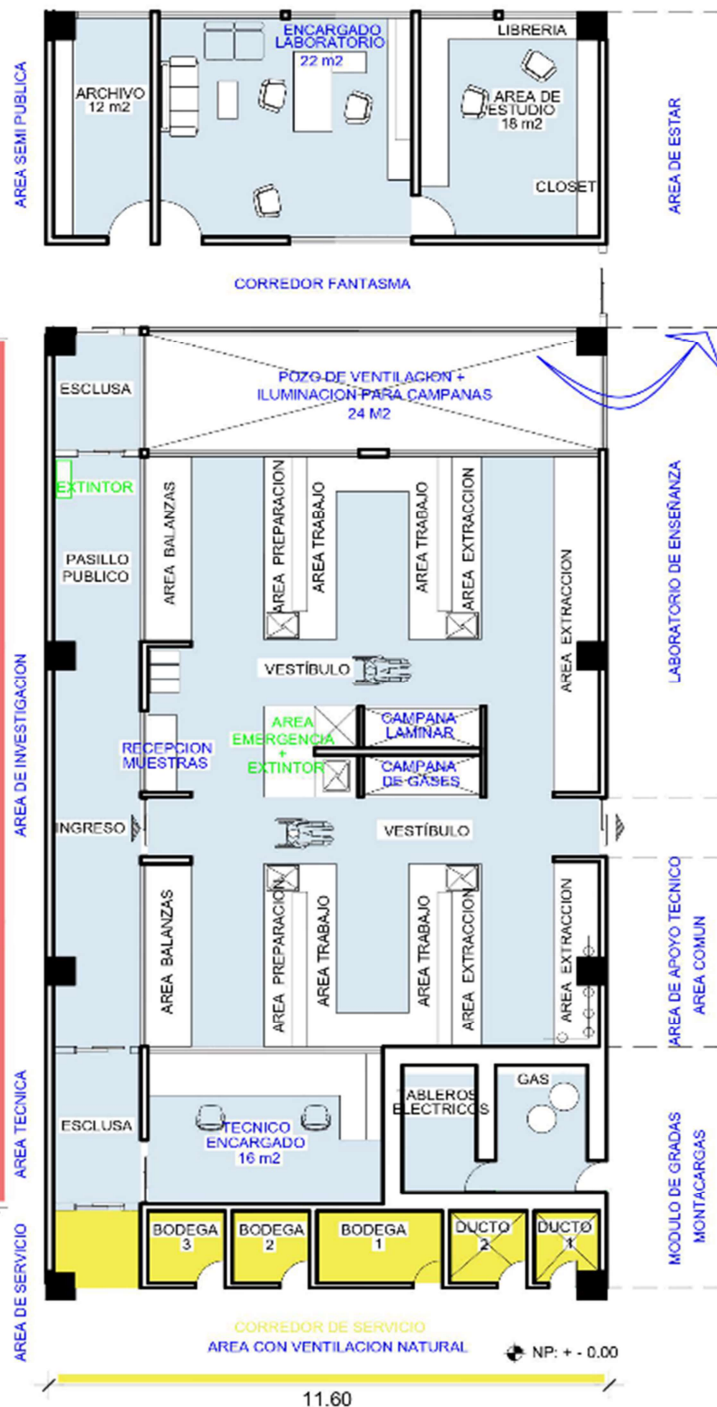 ENCARGADO
LABORATORIO
22 m2
LIBRERIA
ARCHIVO
12 m2
AREA DE
ESTUDIO
18 m2
CLOSET
AREA SEMI PUBLICA
AREA DE ESTAR
CORREDOR FANTASMA
ESCLUSA
POZO DE VENTILACION +
ILUMINACION PARA CAMPANAS
24 M2
EXTINTOR
PASILLO
PUBLICO
AREA BALANZAS
AREA PREPARACION
AREA TRABAJO
AREA TRABAJO
AREA EXTRACCION
AREA EXTRACCION
LABORATORIO DE ENSEÑANZA
VESTÍBULO
AREA DE INVESTIGACION
RECEPCION
MUESTRAS
AREA
EMERGENCIA
+
EXTINTOR
CAMPANA
LAMINAR
CAMPANA
DE GASES
INGRESO
VESTÍBULO
AREA BALANZAS
AREA PREPARACION
AREA TRABAJO
AREA TRABAJO
AREA EXTRACCION
AREA EXTRACCION
AREA DE APOYO TECNICO
AREA COMUN
AREA TECNICA
ESCLUSA
TECNICO
ENCARGADO
16 m2
ABLEROS
ELECTRICOS
GAS
MODULO DE GRADAS
MONTACARGAS
AREA DE SERVICIO
BODEGA
3
BODEGA
2
BODEGA
1
DUCTO
2
DUCTO
1
CORREDOR DE SERVICIO
AREA CON VENTILACION NATURAL
NP: + - 0.00
11.60